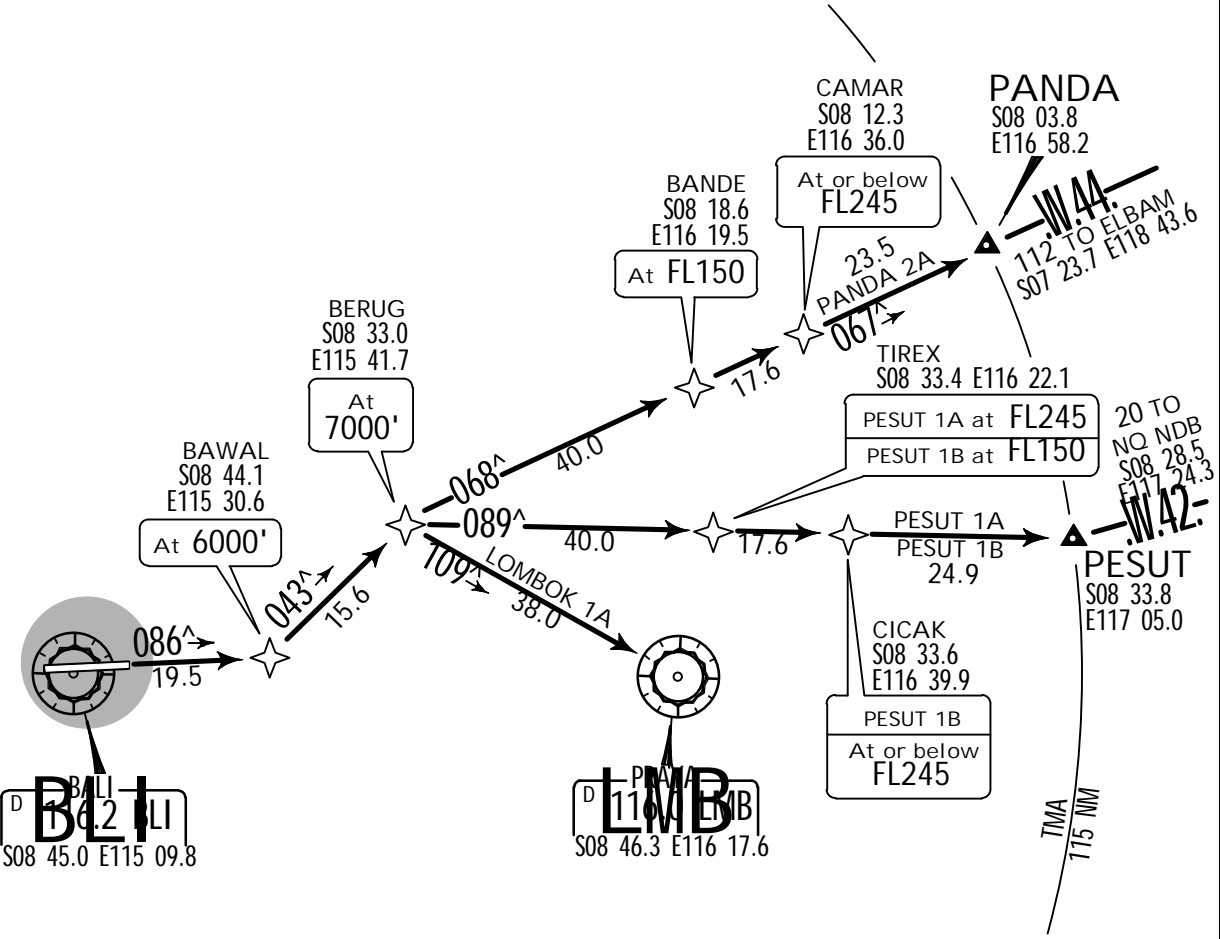 CAMAR
S08 12.3
E116 36.0
At or below
FL245
PANDA
S08 03.8
E116 58.2
W44
112 TO ELBAM
S07 23.7 E118 43.6
BANDE
S08 18.6
E116 19.5
At FL150
23.5
PANDA 2A
067^
17.6
BERUG
S08 33.0
E115 41.7
At
7000'
TIREX
S08 33.4 E116 22.1
PESUT 1A at FL245
PESUT 1B at FL150
20 TO
NQ NDB
S08 28.5
E117 24.3
W42
068^
40.0
BAWAL
S08 44.1
E115 30.6
At 6000'
089^
40.0
17.6
PESUT 1A
PESUT 1B
24.9
PESUT
S08 33.8
E117 05.0
109^
LOMBOK 1A
38.0
043^
15.6
086^
19.5
CICAK
S08 33.6
E116 39.9
PESUT 1B
At or below
FL245
BALI
D 116.2 BLI
BLI
S08 45.0 E115 09.8
D 116.0 LMB
LMB
S08 46.3 E116 17.6
TMA
115 NM